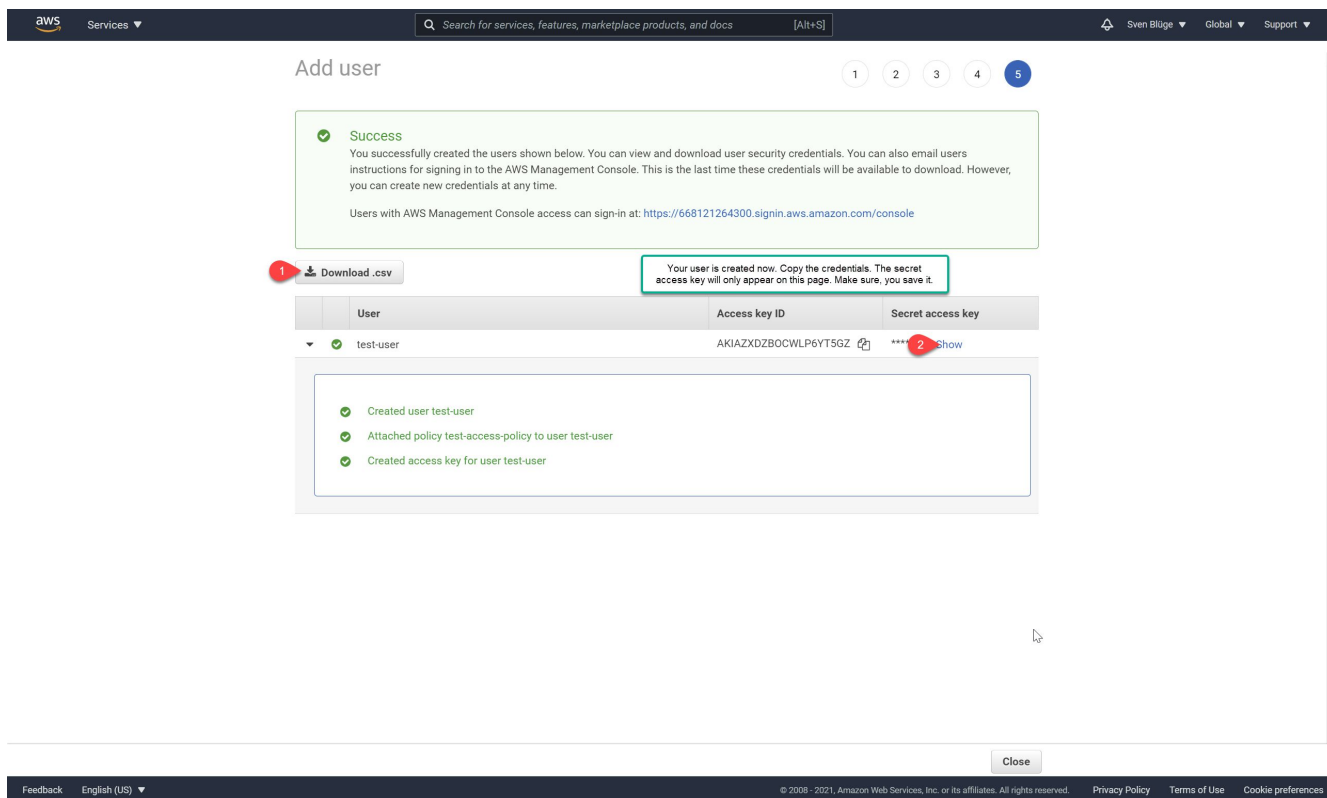 aws Services ▼ Search for services, features, marketplace products, and docs [Alt+S] Sven Blüge ▼ Global ▼ Support ▼
Add user
1 2 3 4 5
Success
You successfully created the users shown below. You can view and download user security credentials. You can also email users
instructions for signing in to the AWS Management Console. This is the last time these credentials will be available to download. However,
you can create new credentials at any time.
Users with AWS Management Console access can sign-in at: https://668121264300.signin.aws.amazon.com/console
1 Download .csv
Your user is created now. Copy the credentials. The secret
access key will only appear on this page. Make sure, you save it.
User Access key ID Secret access key
test-user AKIAZXDZBOCWLP6YT5GZ **** 2 Show
Created user test-user
Attached policy test-access-policy to user test-user
Created access key for user test-user
Close
Feedback English (US) ▼ © 2008 - 2021, Amazon Web Services, Inc. or its affiliates. All rights reserved. Privacy Policy Terms of Use Cookie preferences